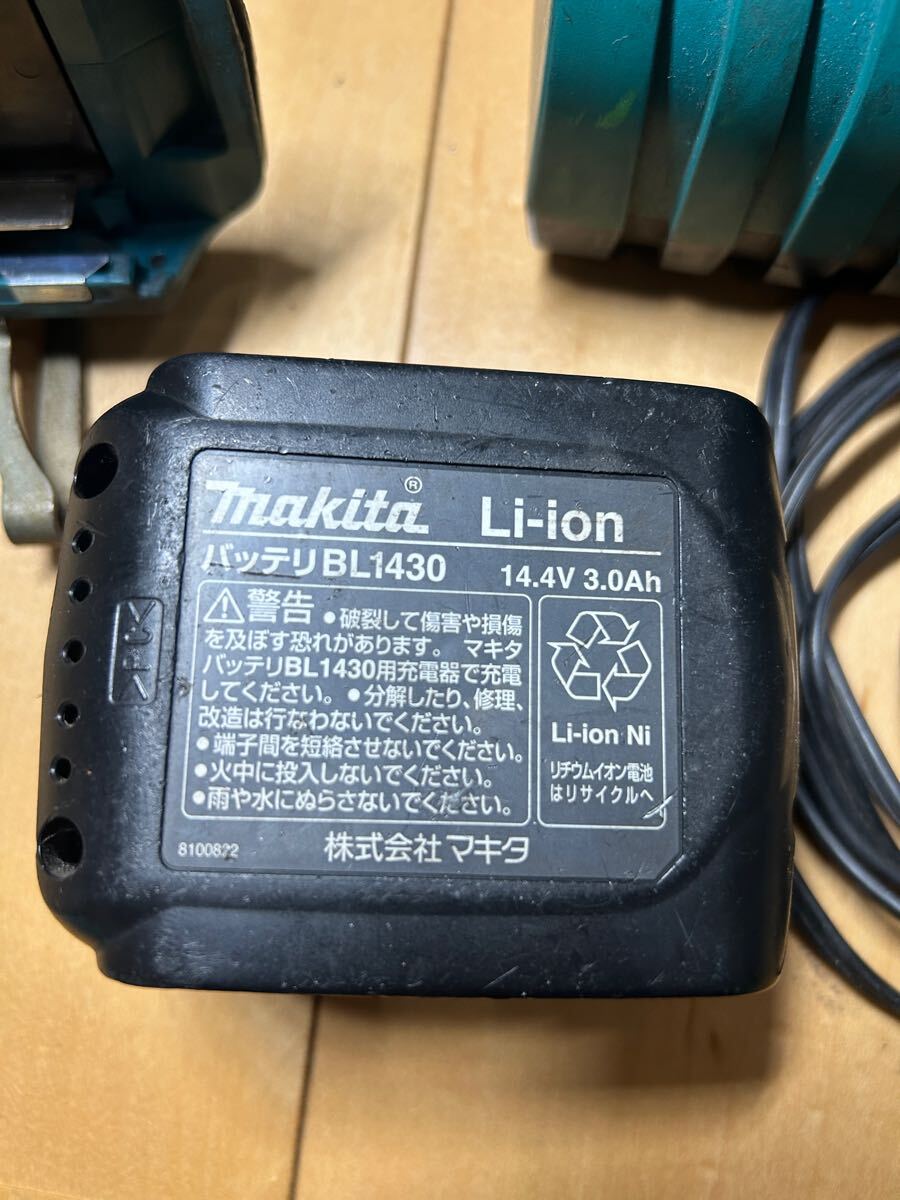 makita® Li-ion
バッテリ BL1430 14.4V 3.0Ah
⚠警告 ●破裂して傷害や損傷
を及ぼす恐れがあります。マキタ
バッテリBL1430用充電器で充電
してください。●分解したり、修理、
改造は行なわないでください。
●端子間を短絡させないでください。
●火中に投入しないでください。
●雨や水にぬらさないでください。
Li-ion Ni
リチウムイオン電池
はリサイクルへ
8100822 株式会社 マキタ
>PC<